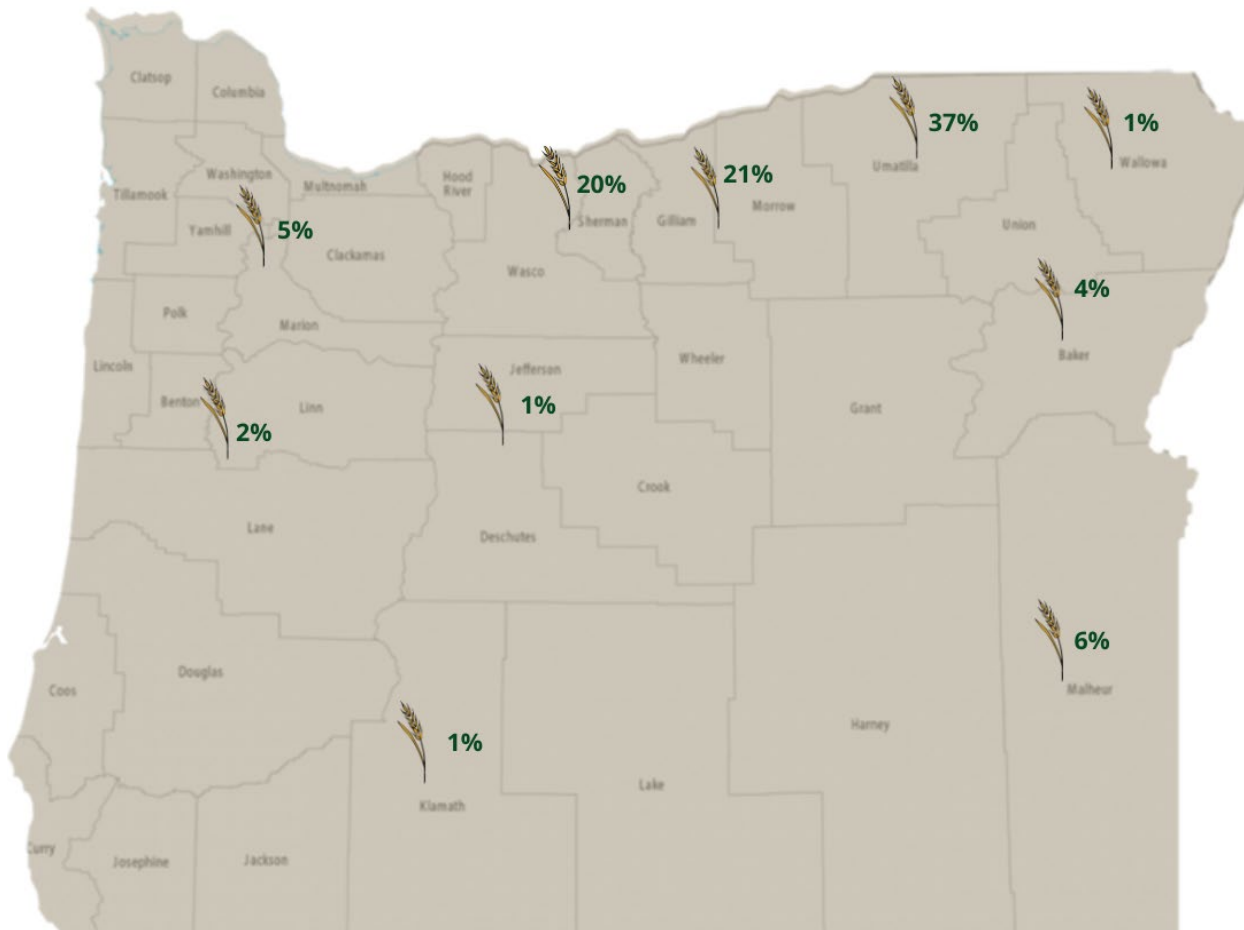 Clatsop
Columbia
37%
1%
Umatilla
Wallowa
Washington
Multnomah
Hood
River
20%
21%
Tillamook
Sherman
Gilliam
Morrow
Yamhill
5%
Clackamas
Union
Wasco
4%
Polk
Marion
Baker
Lincoln
Jefferson
Wheeler
Benton
Linn
1%
Grant
2%
Crook
Lane
Deschutes
6%
Douglas
Coos
Malheur
Harney
1%
Lake
Klamath
Curry
Josephine
Jackson